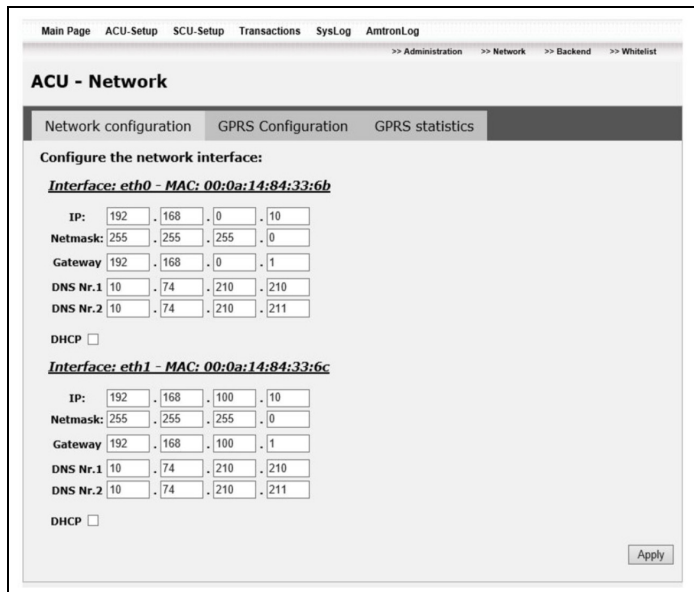 Main Page ACU-Setup SCU-Setup Transactions SysLog AmtronLog
>> Administration >> Network >> Backend >> Whitelist
ACU - Network
Network configuration GPRS Configuration GPRS statistics
Configure the network interface:
Interface: eth0 - MAC: 00:0a:14:84:33:6b
IP: 192 . 168 . 0 . 10
Netmask: 255 . 255 . 255 . 0
Gateway 192 . 168 . 0 . 1
DNS Nr.1 10 . 74 . 210 . 210
DNS Nr.2 10 . 74 . 210 . 211
DHCP
Interface: eth1 - MAC: 00:0a:14:84:33:6c
IP: 192 . 168 . 100 . 10
Netmask: 255 . 255 . 255 . 0
Gateway 192 . 168 . 100 . 1
DNS Nr.1 10 . 74 . 210 . 210
DNS Nr.2 10 . 74 . 210 . 211
DHCP
Apply